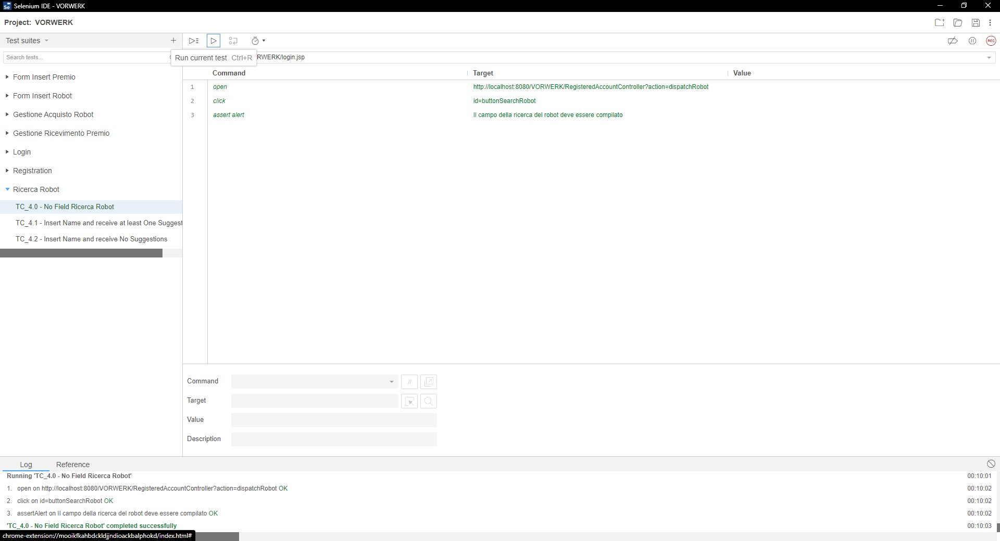 Selenium IDE - VORWERK
Project: VORWERK
Test suites
Search tests...
Run current test Ctrl+R
RWERK/login.jsp
Form Insert Premio
Form Insert Robot
Gestione Acquisto Robot
Gestione Ricevimento Premio
Login
Registration
Ricerca Robot
TC_4.0 - No Field Ricerca Robot
TC_4.1 - Insert Name and receive at least One Suggest
TC_4.2 - Insert Name and receive No Suggestions
REC
Command Target Value
1 open http://localhost:8080/VORWERK/RegisteredAccountController?action=dispatchRobot
2 click id=buttonSearchRobot
3 assert alert Il campo della ricerca del robot deve essere compilato
Command //
Target
Value
Description
Log Reference
Running 'TC_4.0 - No Field Ricerca Robot' 00:10:01
1. open on http://localhost:8080/VORWERK/RegisteredAccountController?action=dispatchRobot OK 00:10:02
2. click on id=buttonSearchRobot OK 00:10:02
3. assertAlert on Il campo della ricerca del robot deve essere compilato OK 00:10:02
'TC_4.0 - No Field Ricerca Robot' completed successfully 00:10:03
chrome-extension://mooikfkahbdckldjjndioackbalphokd/index.html#